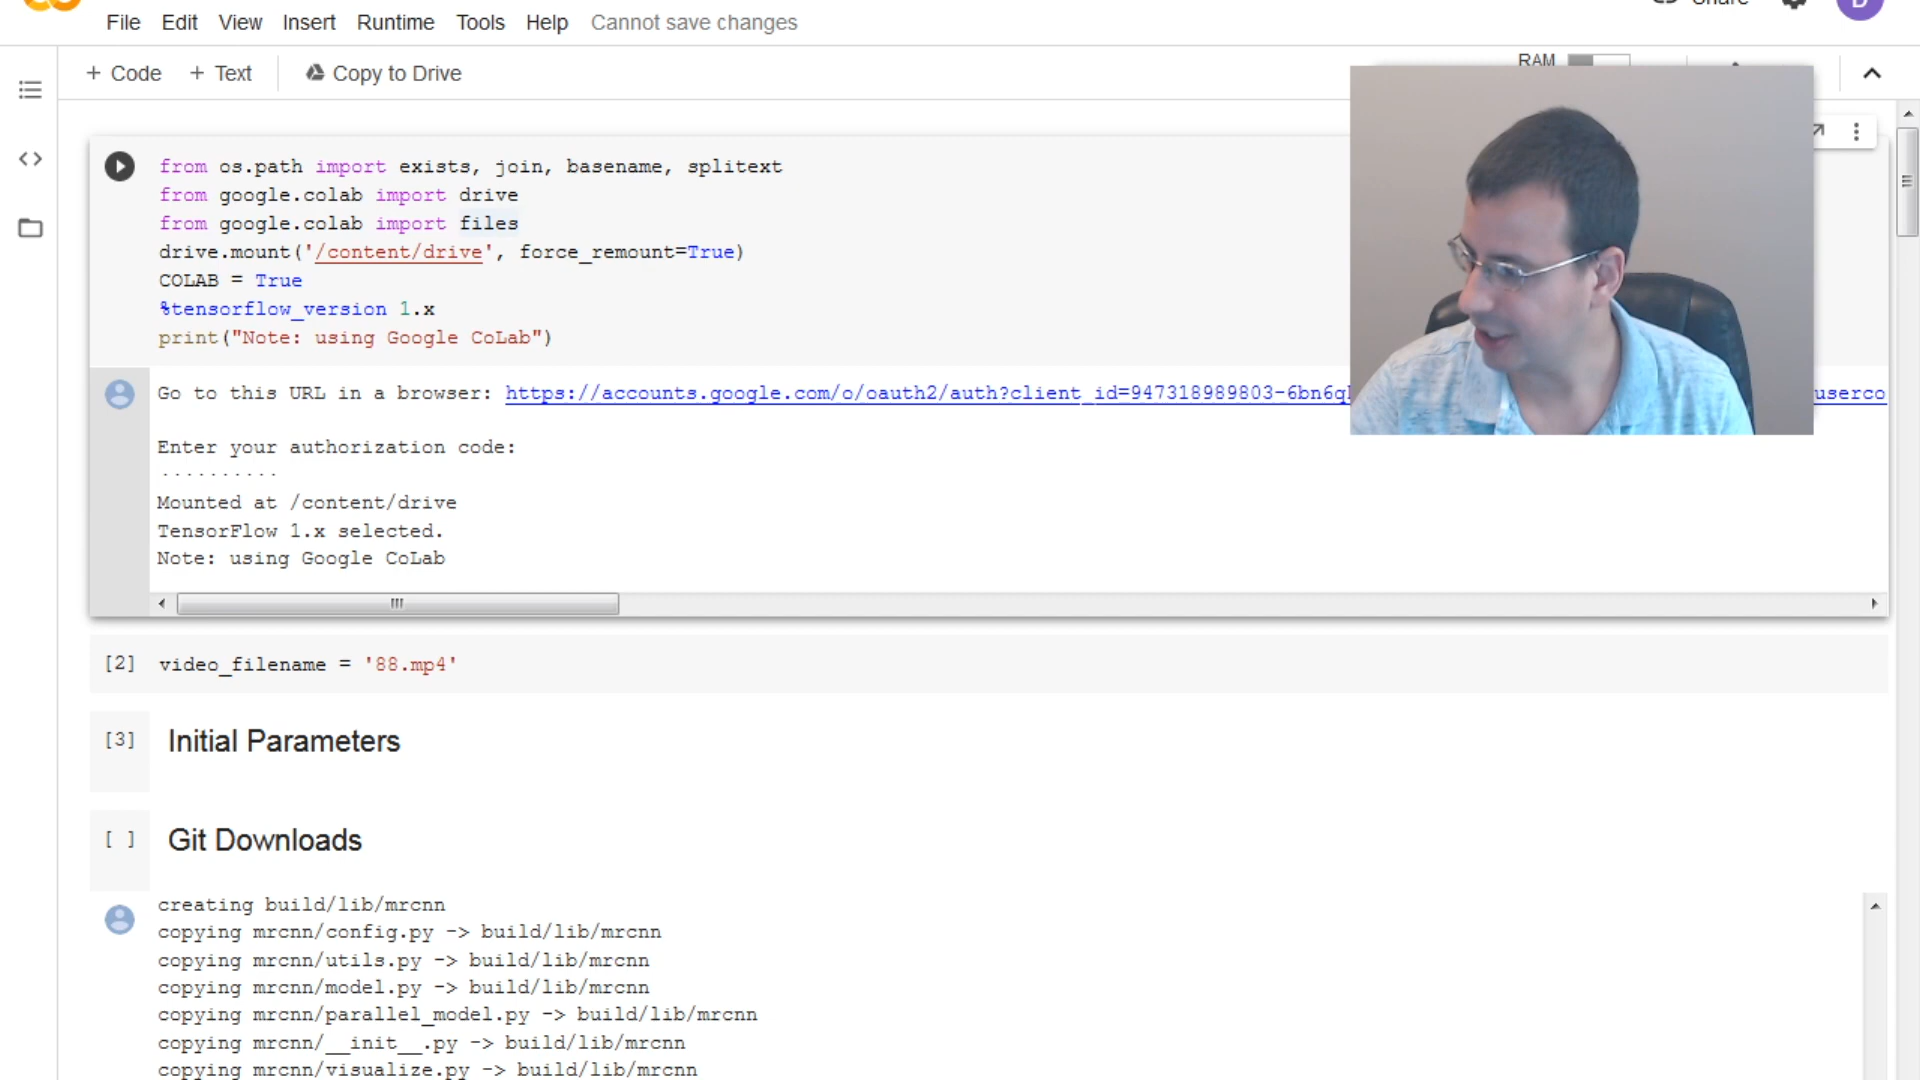 Share
File Edit View Insert Runtime Tools Help Cannot save changes
+ Code + Text Copy to Drive
RAM
from os.path import exists, join, basename, splitext
from google.colab import drive
from google.colab import files
drive.mount('/content/drive', force_remount=True)
COLAB = True
%tensorflow_version 1.x
print("Note: using Google CoLab")
Go to this URL in a browser: https://accounts.google.com/o/oauth2/auth?client_id=947318989803-6bn6q userco
Enter your authorization code:
··········
Mounted at /content/drive
TensorFlow 1.x selected.
Note: using Google CoLab
[2] video_filename = '88.mp4'
[3] Initial Parameters
[ ] Git Downloads
creating build/lib/mrcnn
copying mrcnn/config.py -> build/lib/mrcnn
copying mrcnn/utils.py -> build/lib/mrcnn
copying mrcnn/model.py -> build/lib/mrcnn
copying mrcnn/parallel_model.py -> build/lib/mrcnn
copying mrcnn/__init__.py -> build/lib/mrcnn
copying mrcnn/visualize.py -> build/lib/mrcnn